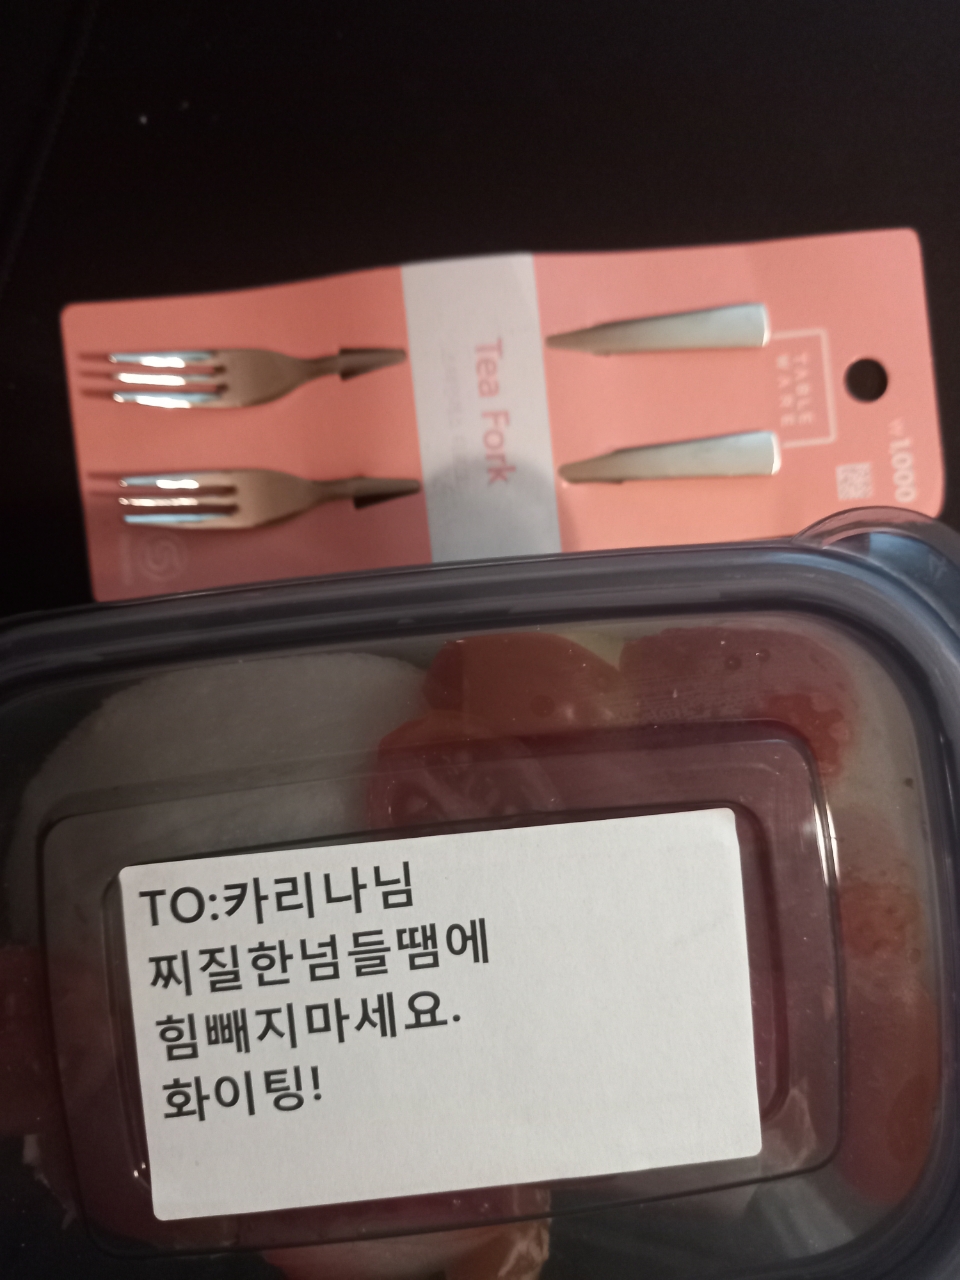 Tea Fork
TABLE
WARE
₩1,000
TO:카리나님
찌질한넘들땜에
힘빼지마세요.
화이팅!